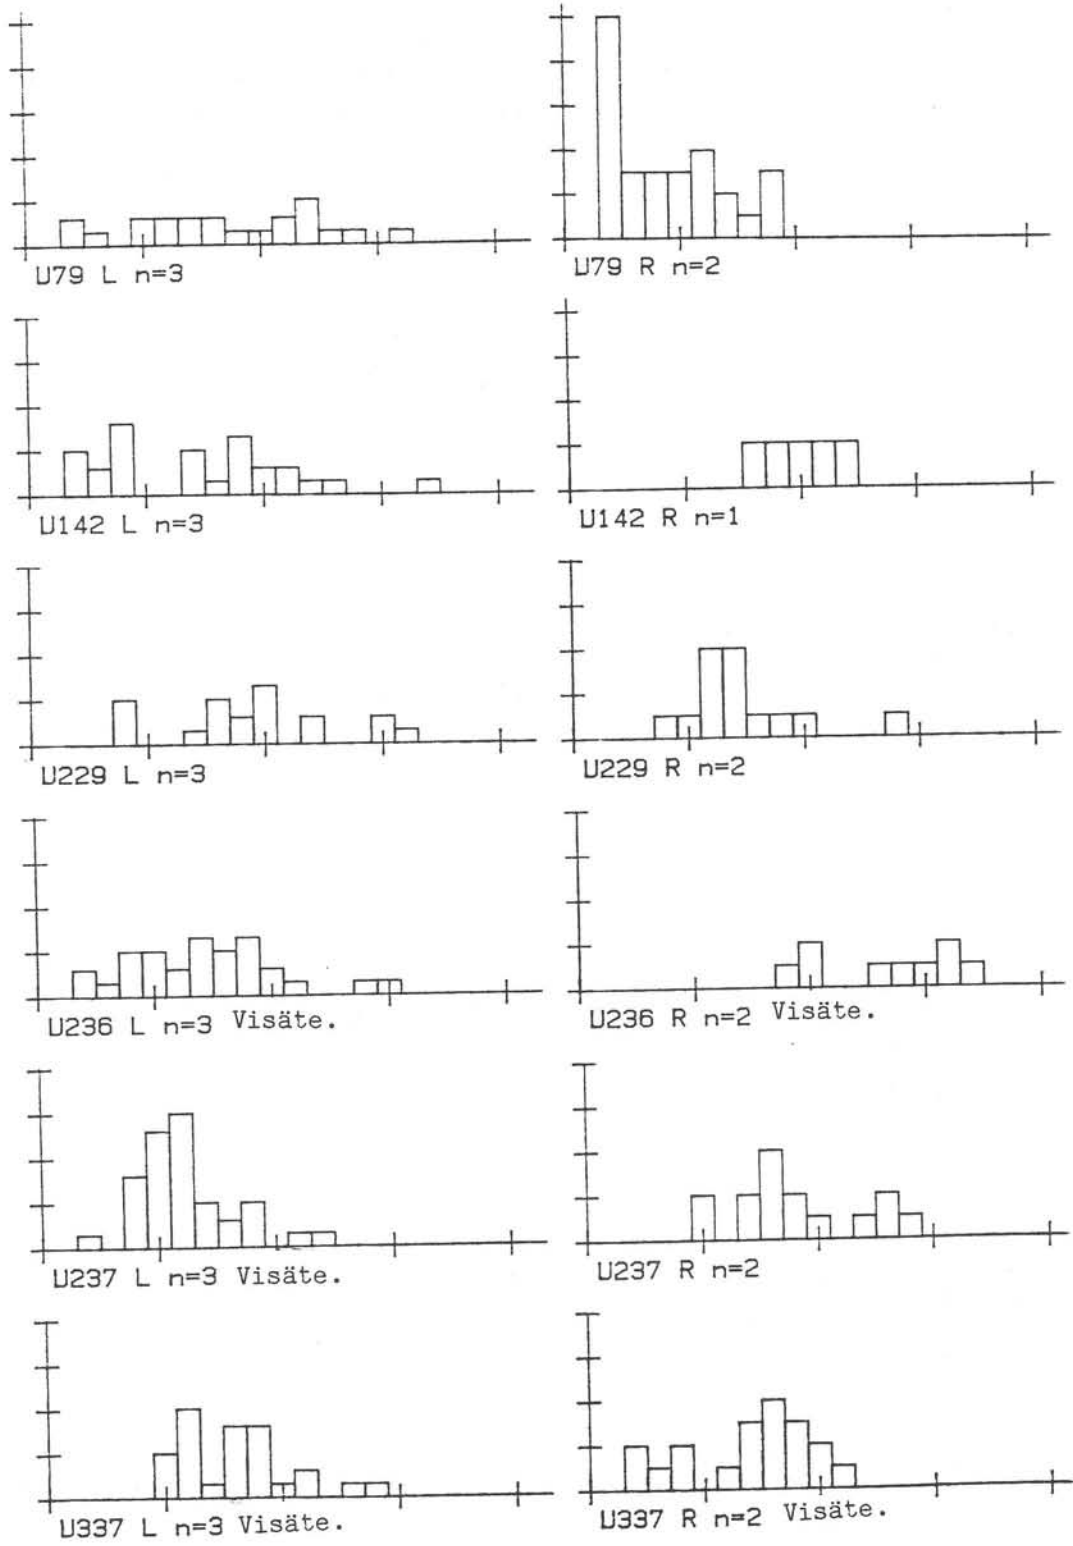 U79 L n=3
U79 R n=2
U142 L n=3
U142 R n=1
U229 L n=3
U229 R n=2
U236 L n=3 Visäte.
U236 R n=2 Visäte.
U237 L n=3 Visäte.
U237 R n=2
U337 L n=3 Visäte.
U337 R n=2 Visäte.